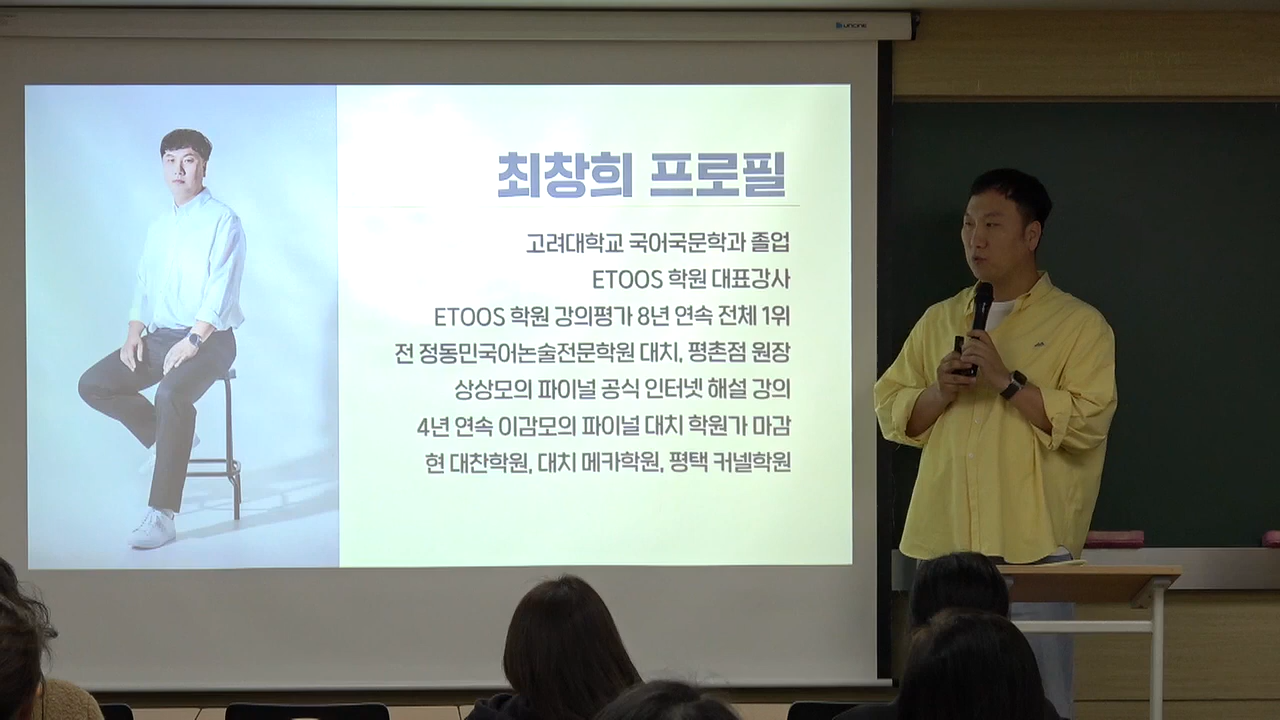 UNONE
최창희 프로필
고려대학교 국어국문학과 졸업
ETOOS 학원 대표강사
ETOOS 학원 강의평가 8년 연속 전체 1위
전 정동민국어논술전문학원 대치, 평촌점 원장
상상모의 파이널 공식 인터넷 해설 강의
4년 연속 이감모의 파이널 대치 학원가 마감
현 대찬학원, 대치 메카학원, 평택 커넬학원